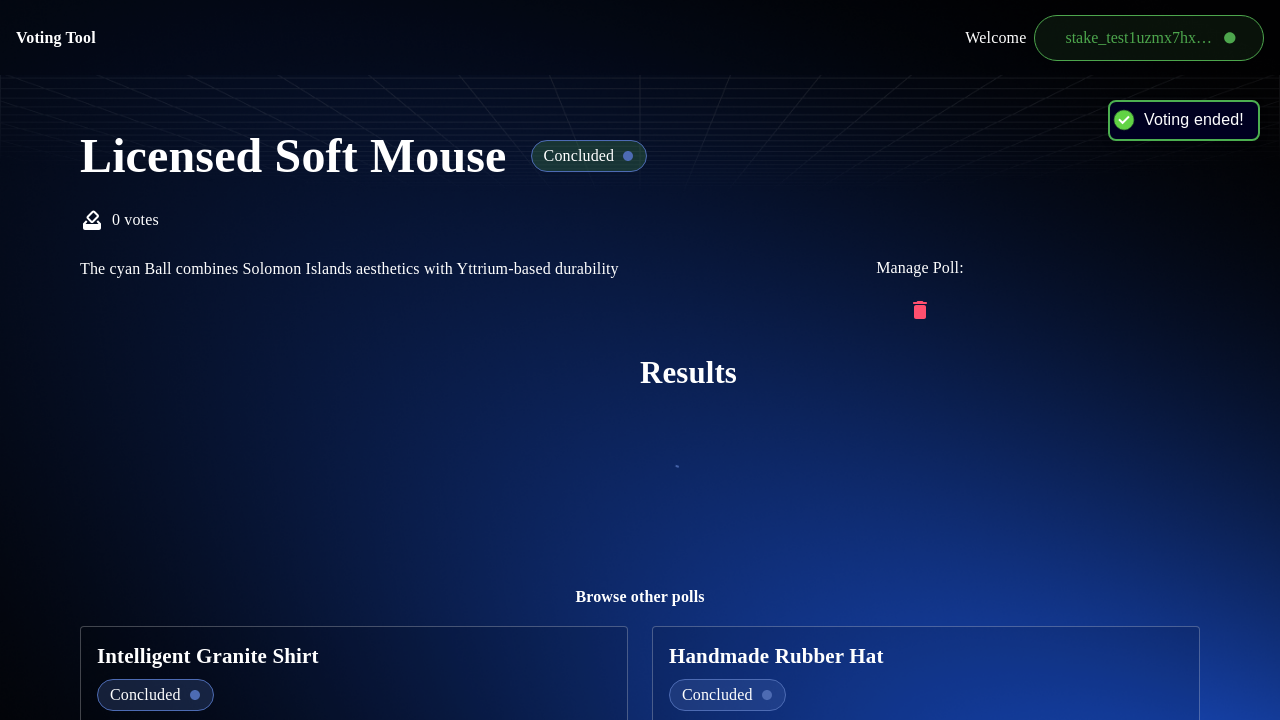 Voting Tool
Welcome
stake_test1uzmx7hx…
Voting ended!
Licensed Soft Mouse
Concluded
0 votes
The cyan Ball combines Solomon Islands aesthetics with Yttrium-based durability
Manage Poll:
Results
Browse other polls
Intelligent Granite Shirt
Concluded
Handmade Rubber Hat
Concluded